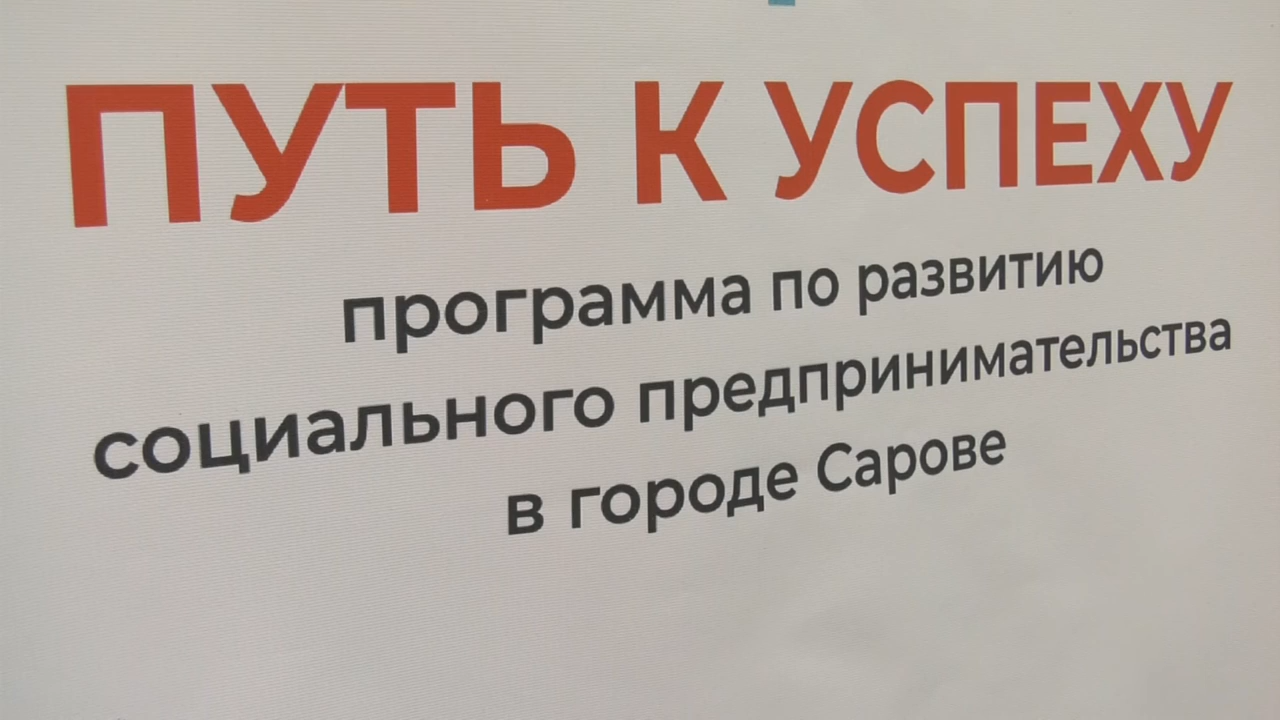 ПУТЬ К УСПЕХУ
программа по развитию
социального предпринимательства
в городе Сарове